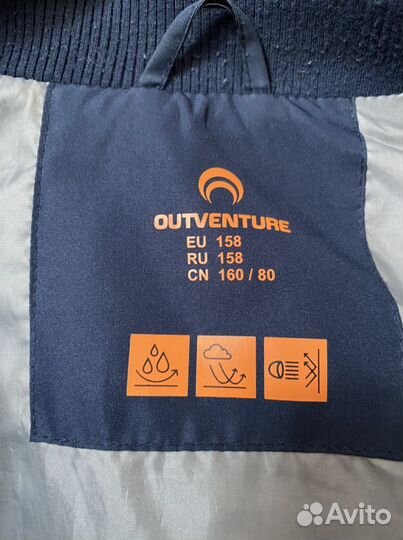 OUTVENTURE
EU 158
RU 158
CN 160 / 80
Avito